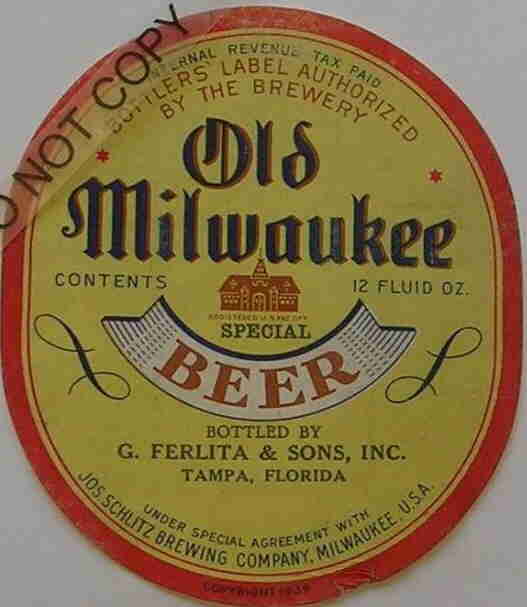 DO NOT COPY
INTERNAL REVENUE TAX PAID
BOTTLERS' LABEL AUTHORIZED
BY THE BREWERY
Old
Milwaukee
CONTENTS 12 FLUID OZ.
REGISTERED U.S. PAT. OFF.
SPECIAL
BEER
BOTTLED BY
G. FERLITA & SONS, INC.
TAMPA, FLORIDA
UNDER SPECIAL AGREEMENT WITH
JOS. SCHLITZ BREWING COMPANY, MILWAUKEE, U.S.A.
COPYRIGHT